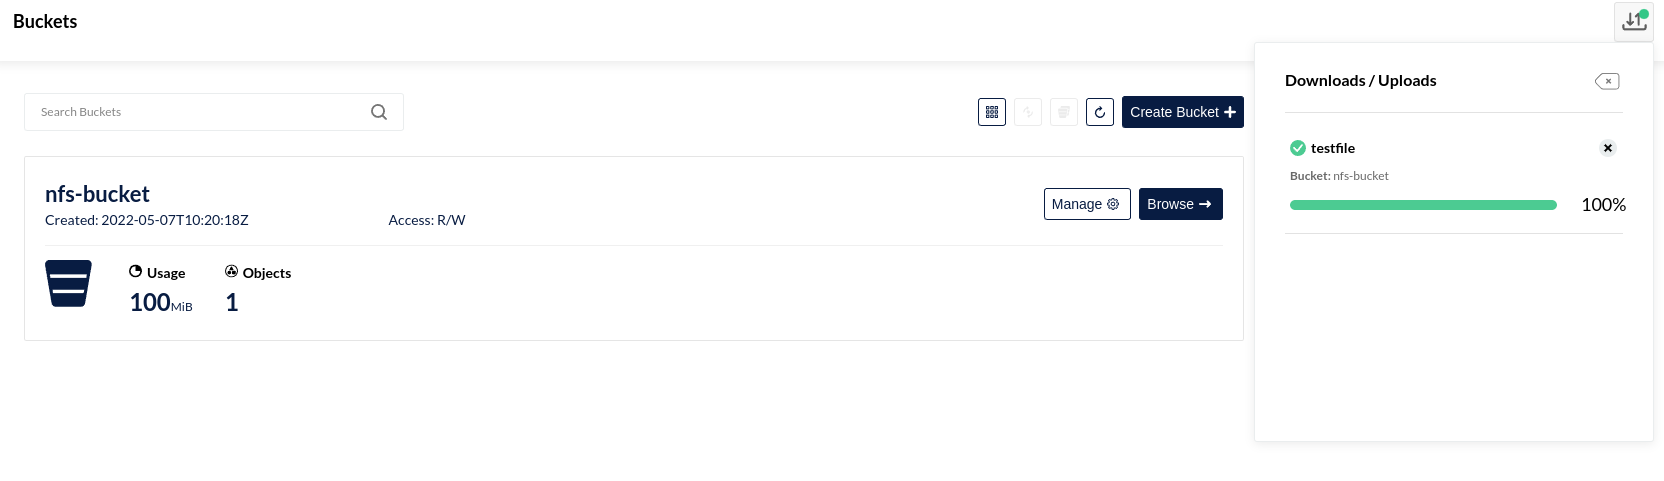 Buckets
Downloads / Uploads
Search Buckets
Create Bucket
testfile
Bucket: nfs-bucket
100%
nfs-bucket
Created: 2022-05-07T10:20:18Z Access: R/W
Manage Browse
Usage Objects
100MiB 1